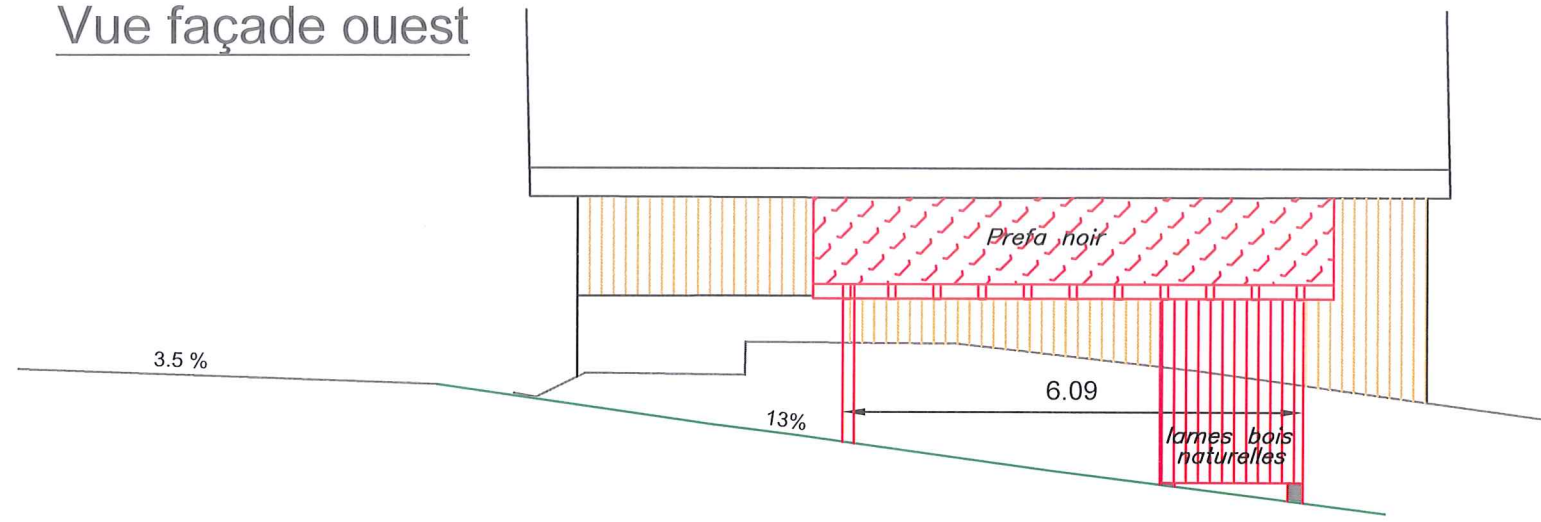 Vue façade ouest
Prefa noir
3.5 %
6.09
13%
lames bois
naturelles